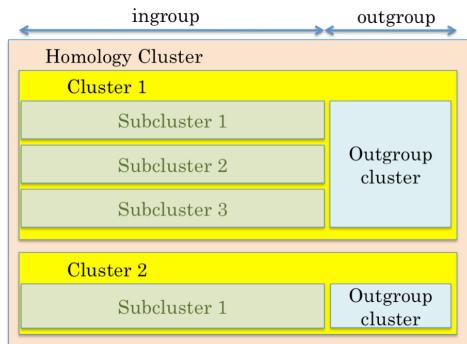 ingroup outgroup
Homology Cluster
Cluster 1
Subcluster 1
Subcluster 2
Subcluster 3
Outgroup
cluster
Cluster 2
Subcluster 1
Outgroup
cluster